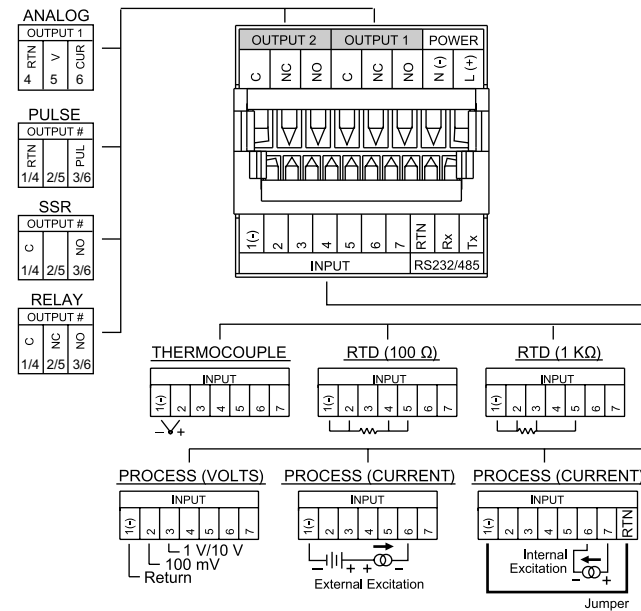 ANALOG
OUTPUT 1
RTN V CUR
4 5 6
PULSE
OUTPUT #
RTN PUL
1/4 2/5 3/6
SSR
OUTPUT #
C NO
1/4 2/5 3/6
RELAY
OUTPUT #
C NC NO
1/4 2/5 3/6
OUTPUT 2 OUTPUT 1 POWER
C NC NO C NC NO N (-) L (+)
1(-) 2 3 4 5 6 7 RTN Rx Tx
INPUT RS232/485
THERMOCOUPLE
INPUT
1(-) 2 3 4 5 6 7
- +
RTD (100 Ω)
INPUT
1(-) 2 3 4 5 6 7
RTD (1 KΩ)
INPUT
1(-) 2 3 4 5 6 7
PROCESS (VOLTS)
INPUT
1(-) 2 3 4 5 6 7
1 V/10 V
100 mV
Return
PROCESS (CURRENT)
INPUT
1(-) 2 3 4 5 6 7
- + + -
External Excitation
PROCESS (CURRENT)
INPUT
1(-) 2 3 4 5 6 7 RTN
Internal
Excitation
- +
Jumper